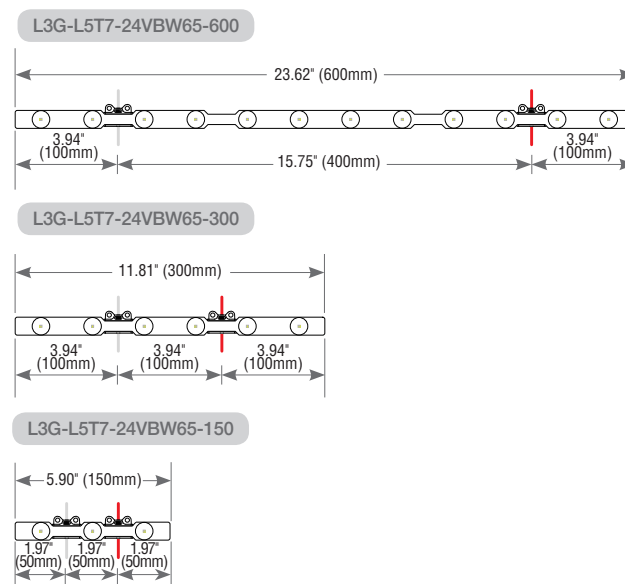 L3G-L5T7-24VBW65-600
23.62" (600mm)
3.94" 15.75" (400mm) 3.94"
(100mm) (100mm)
L3G-L5T7-24VBW65-300
11.81" (300mm)
3.94" 3.94" 3.94"
(100mm) (100mm) (100mm)
L3G-L5T7-24VBW65-150
5.90" (150mm)
1.97" 1.97" 1.97"
(50mm) (50mm) (50mm)